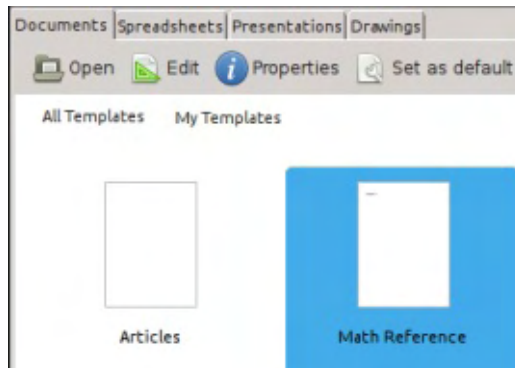 Documents Spreadsheets Presentations Drawings
Open Edit Properties Set as default
All Templates My Templates
Articles Math Reference